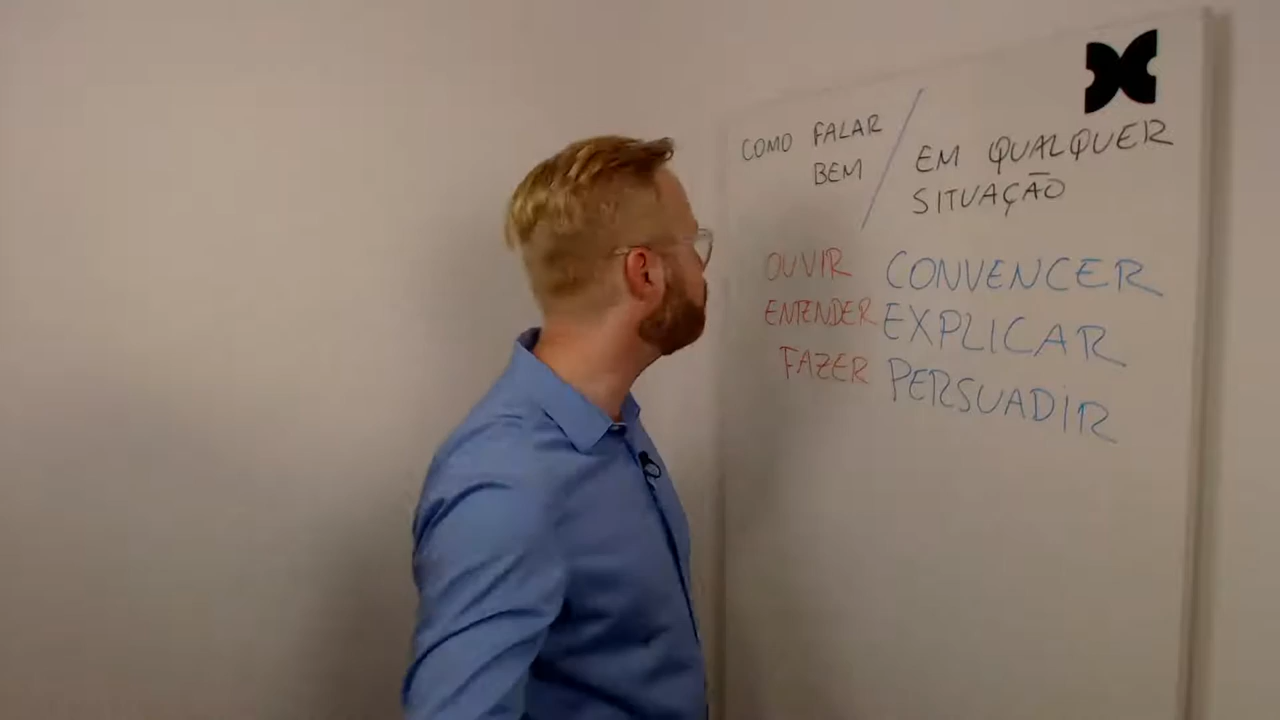 COMO FALAR
BEM
EM QUALQUER
SITUAÇÃO
OUVIR CONVENCER
ENTENDER EXPLICAR
FAZER PERSUADIR